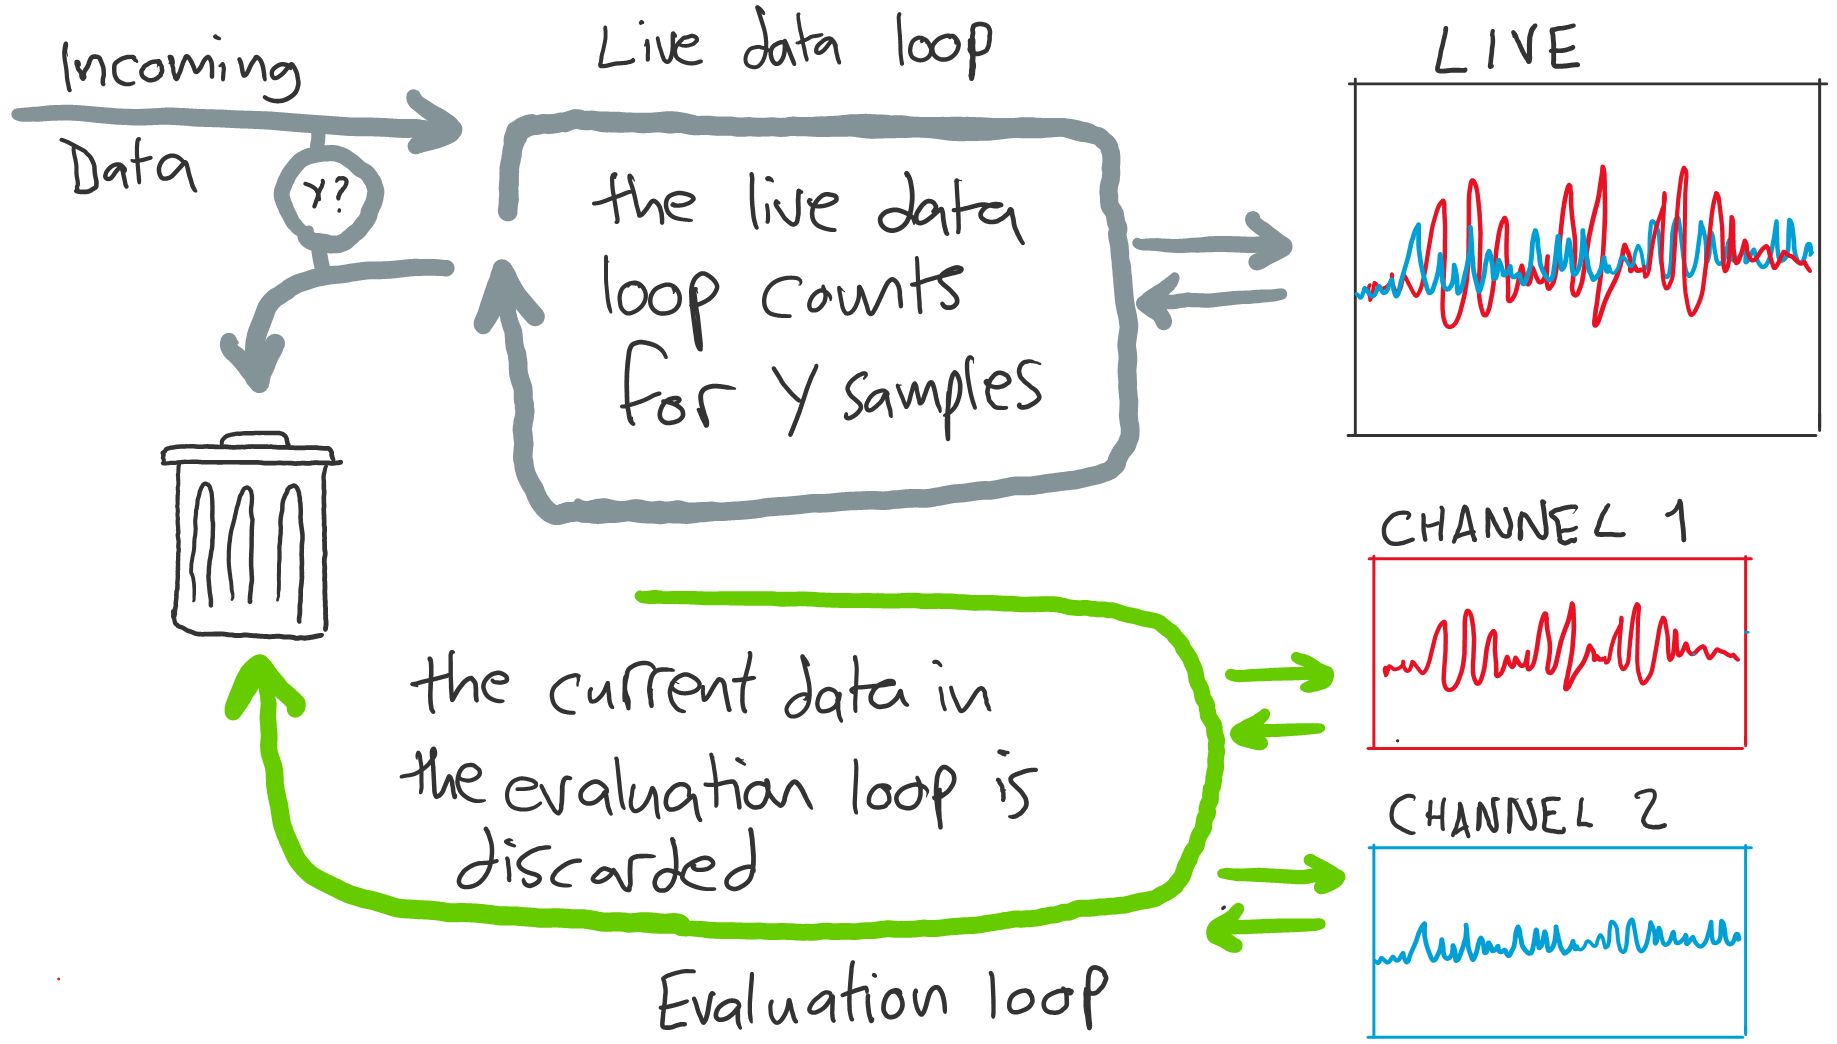 Incoming
Data
Y?
Live data loop
the live data
loop counts
for Y samples
LIVE
CHANNEL 1
the current data in
the evaluation loop is
discarded
CHANNEL 2
Evaluation loop